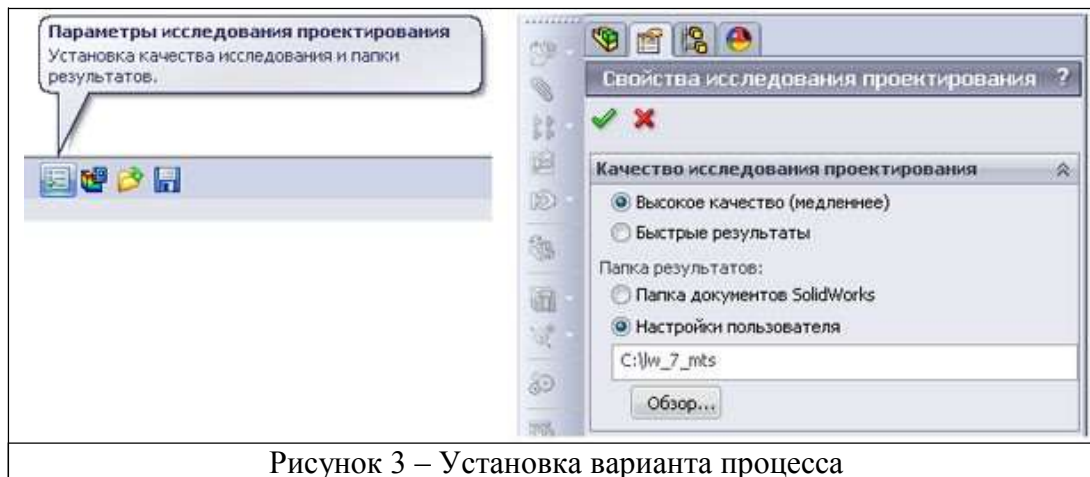 Параметры исследования проектирования
Установка качества исследования и папки
результатов.
Свойства исследования проектирования ?
Качество исследования проектирования
Высокое качество (медленнее)
Быстрые результаты
Папка результатов:
Папка документов SolidWorks
Настройки пользователя
C:\lw_7_mts
Обзор...
Рисунок 3 – Установка варианта процесса